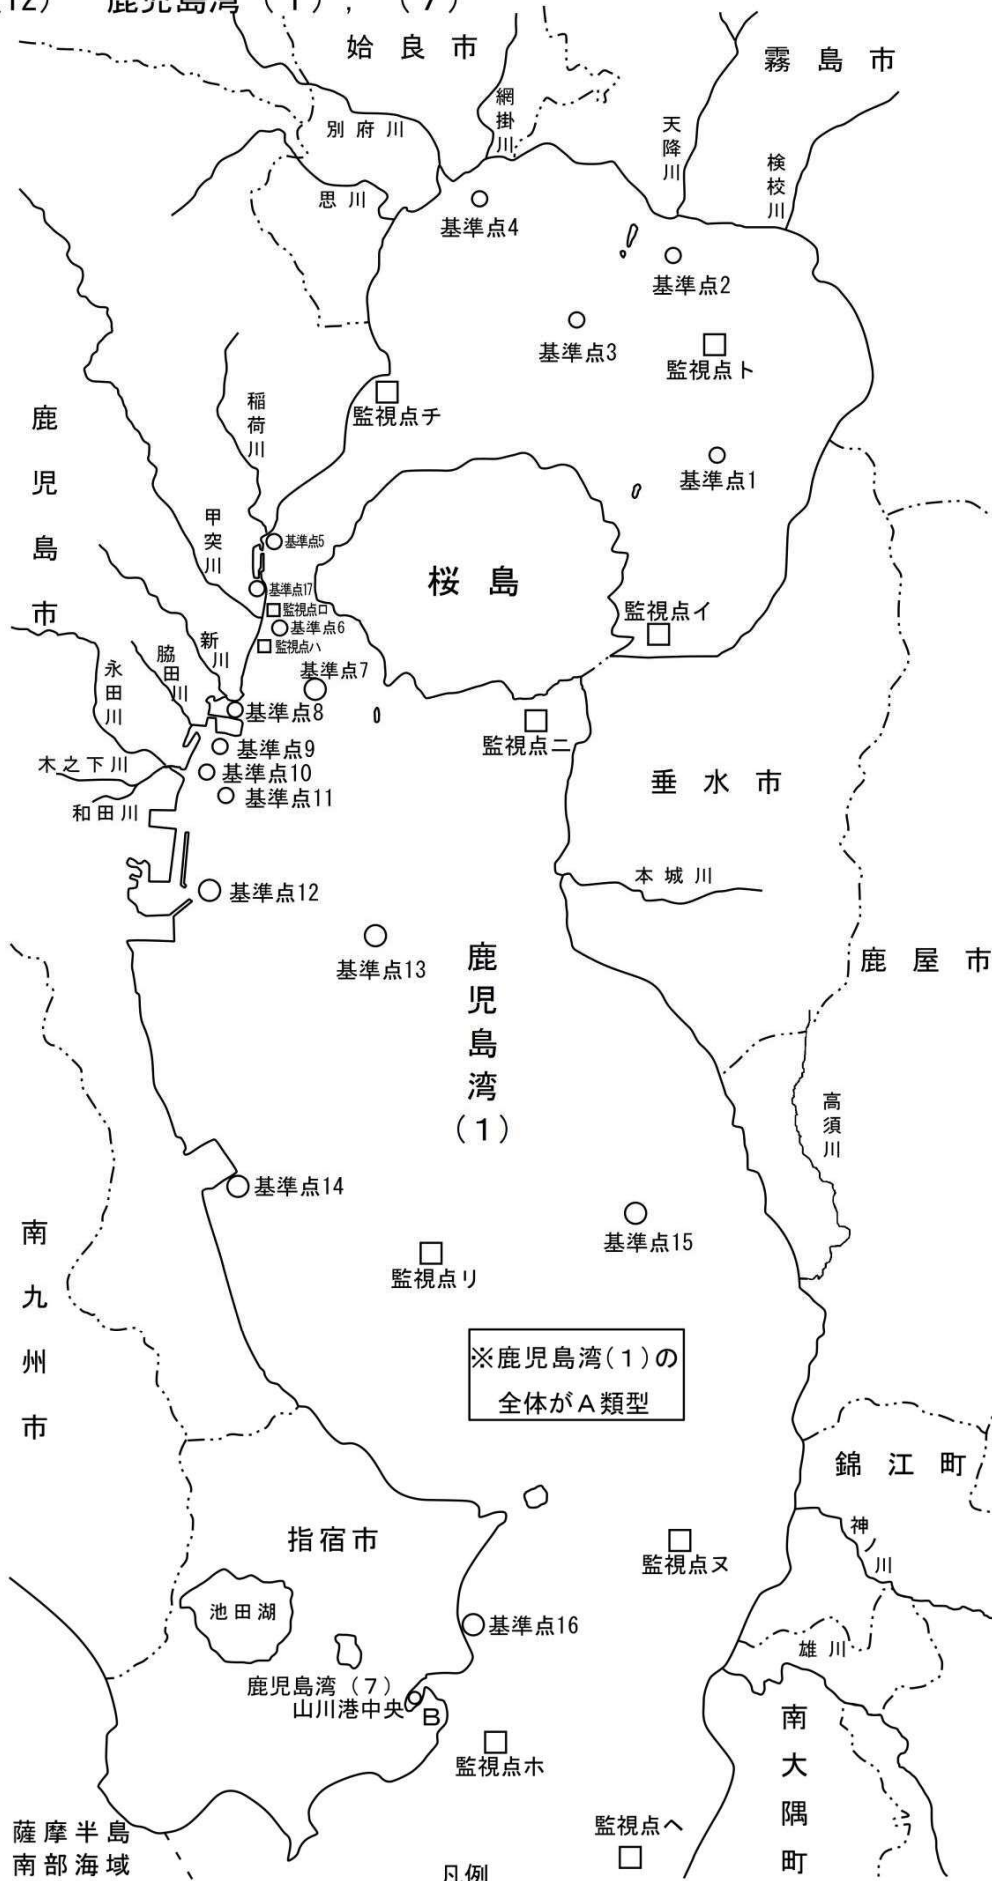 12) 鹿児島湾（１），（７）
姶良市
霧島市
網掛川
別府川
天降川
検校川
思川
基準点4
基準点2
基準点3
監視点ト
監視点チ
稲荷川
鹿児島市
基準点1
甲突川
基準点5
桜島
基準点17
監視点ロ
監視点イ
基準点6
新川
監視点ハ
脇田川
永田川
基準点7
基準点8
監視点ニ
基準点9
木之下川
基準点10
垂水市
基準点11
和田川
本城川
基準点12
鹿屋市
基準点13
鹿児島湾
（１）
高須川
基準点14
南九州市
基準点15
監視点リ
※鹿児島湾(１)の
全体がＡ類型
錦江町
神ノ川
指宿市
監視点ヌ
池田湖
基準点16
雄川
鹿児島湾（７）
山川港中央
B
南大隅町
監視点ホ
監視点ヘ
薩摩半島
南部海域
凡例